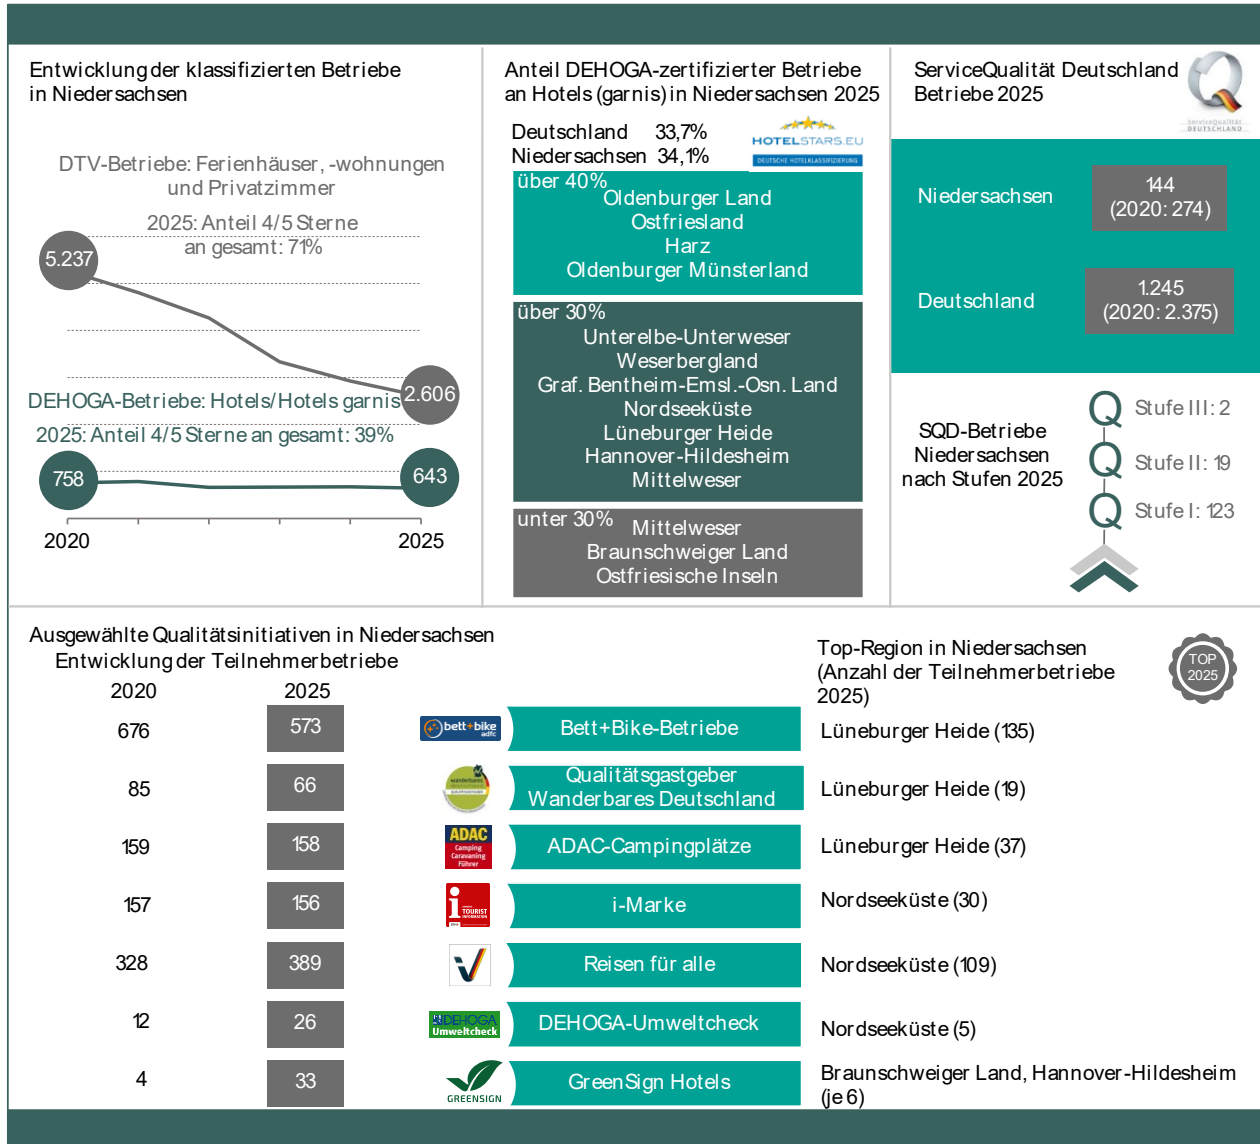 Entwicklung der klassifizierten Betriebe
in Niedersachsen
DTV-Betriebe: Ferienhäuser, -wohnungen
und Privatzimmer
2025: Anteil 4/5 Sterne
an gesamt: 71%
5.237
2.606
DEHOGA-Betriebe: Hotels/Hotels garnis
2025: Anteil 4/5 Sterne an gesamt: 39%
758
643
2020
2025
Anteil DEHOGA-zertifizierter Betriebe
an Hotels (garnis) in Niedersachsen 2025
Deutschland 33,7%
Niedersachsen 34,1%
HOTELSTARS.EU
DEUTSCHE HOTELKLASSIFIZIERUNG
über 40%
Oldenburger Land
Ostfriesland
Harz
Oldenburger Münsterland
über 30%
Unterelbe-Unterweser
Weserbergland
Graf. Bentheim-Emsl.-Osn. Land
Nordseeküste
Lüneburger Heide
Hannover-Hildesheim
Mittelweser
unter 30%
Mittelweser
Braunschweiger Land
Ostfriesische Inseln
ServiceQualität Deutschland
Betriebe 2025
ServiceQualität
DEUTSCHLAND
Niedersachsen
144
(2020: 274)
Deutschland
1.245
(2020: 2.375)
SQD-Betriebe
Niedersachsen
nach Stufen 2025
Q Stufe III: 2
Q Stufe II: 19
Q Stufe I: 123
Ausgewählte Qualitätsinitiativen in Niedersachsen
Entwicklung der Teilnehmerbetriebe
2020 2025
Top-Region in Niedersachsen
(Anzahl der Teilnehmerbetriebe
2025)
TOP
2025
676 573 bett+bike adfc Bett+Bike-Betriebe Lüneburger Heide (135)
85 66 Qualitätsgastgeber
Wanderbares Deutschland Lüneburger Heide (19)
159 158 ADAC Camping Caravaning Führer ADAC-Campingplätze Lüneburger Heide (37)
157 156 i TOURIST INFORMATION i-Marke Nordseeküste (30)
328 389 Reisen für alle Nordseeküste (109)
12 26 DEHOGA Umweltcheck DEHOGA-Umweltcheck Nordseeküste (5)
4 33 GREENSIGN GreenSign Hotels Braunschweiger Land, Hannover-Hildesheim
(je 6)